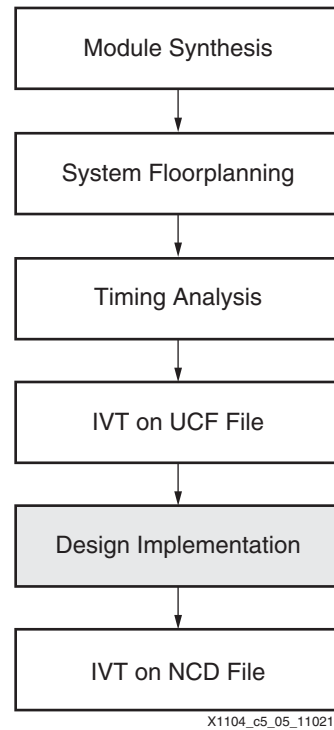 Module Synthesis
System Floorplanning
Timing Analysis
IVT on UCF File
Design Implementation
IVT on NCD File
X1104_c5_05_11021